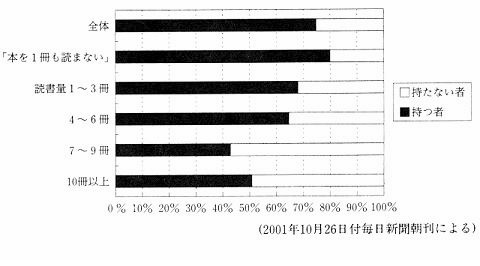 全体
「本を1冊も読まない」
読書量1～3冊
4～6冊
7～9冊
10冊以上
□持たない者
■持つ者
0% 10% 20% 30% 40% 50% 60% 70% 80% 90% 100%
(2001年10月26日付毎日新聞朝刊による)